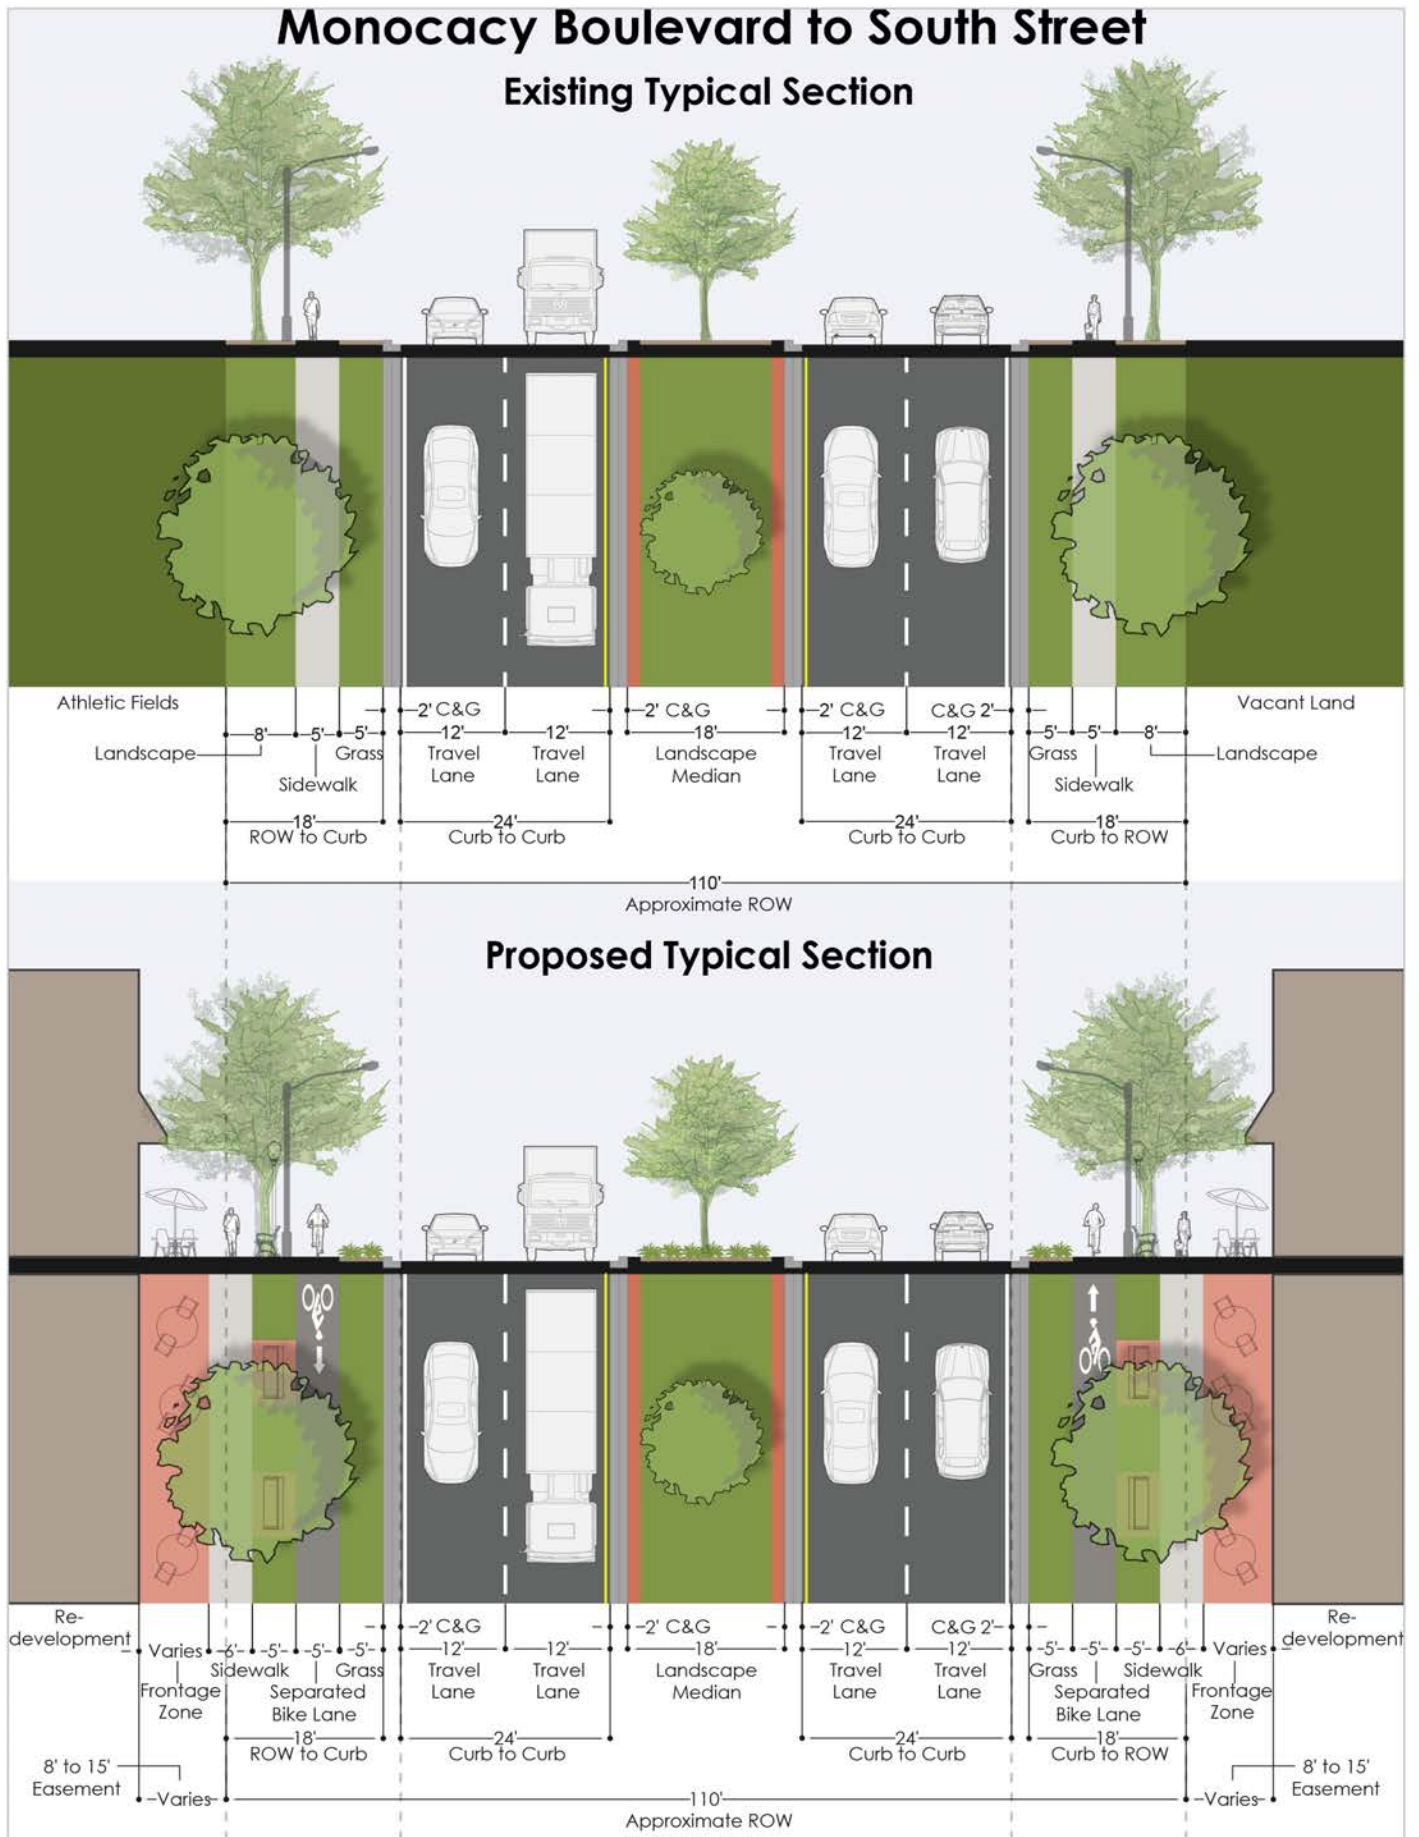 Monocacy Boulevard to South Street
Existing Typical Section
Athletic Fields
Vacant Land
2' C&G
2' C&G
2' C&G
C&G 2'
8'
5'
5'
12'
12'
18'
12'
12'
5'
5'
8'
Landscape
Sidewalk
Grass
Travel
Lane
Travel
Lane
Landscape
Median
Travel
Lane
Travel
Lane
Grass
Sidewalk
Landscape
18'
ROW to Curb
24'
Curb to Curb
24'
Curb to Curb
18'
Curb to ROW
110'
Approximate ROW
Proposed Typical Section
Re-
development
Re-
development
2' C&G
2' C&G
2' C&G
C&G 2'
Varies
6'
5'
5'
5'
12'
12'
18'
12'
12'
5'
5'
5'
6'
Varies
Frontage
Zone
Sidewalk
Separated
Bike Lane
Grass
Travel
Lane
Travel
Lane
Landscape
Median
Travel
Lane
Travel
Lane
Grass
Separated
Bike Lane
Sidewalk
Frontage
Zone
18'
ROW to Curb
24'
Curb to Curb
24'
Curb to Curb
18'
Curb to ROW
8' to 15'
Easement
Varies
110'
Approximate ROW
Varies
8' to 15'
Easement